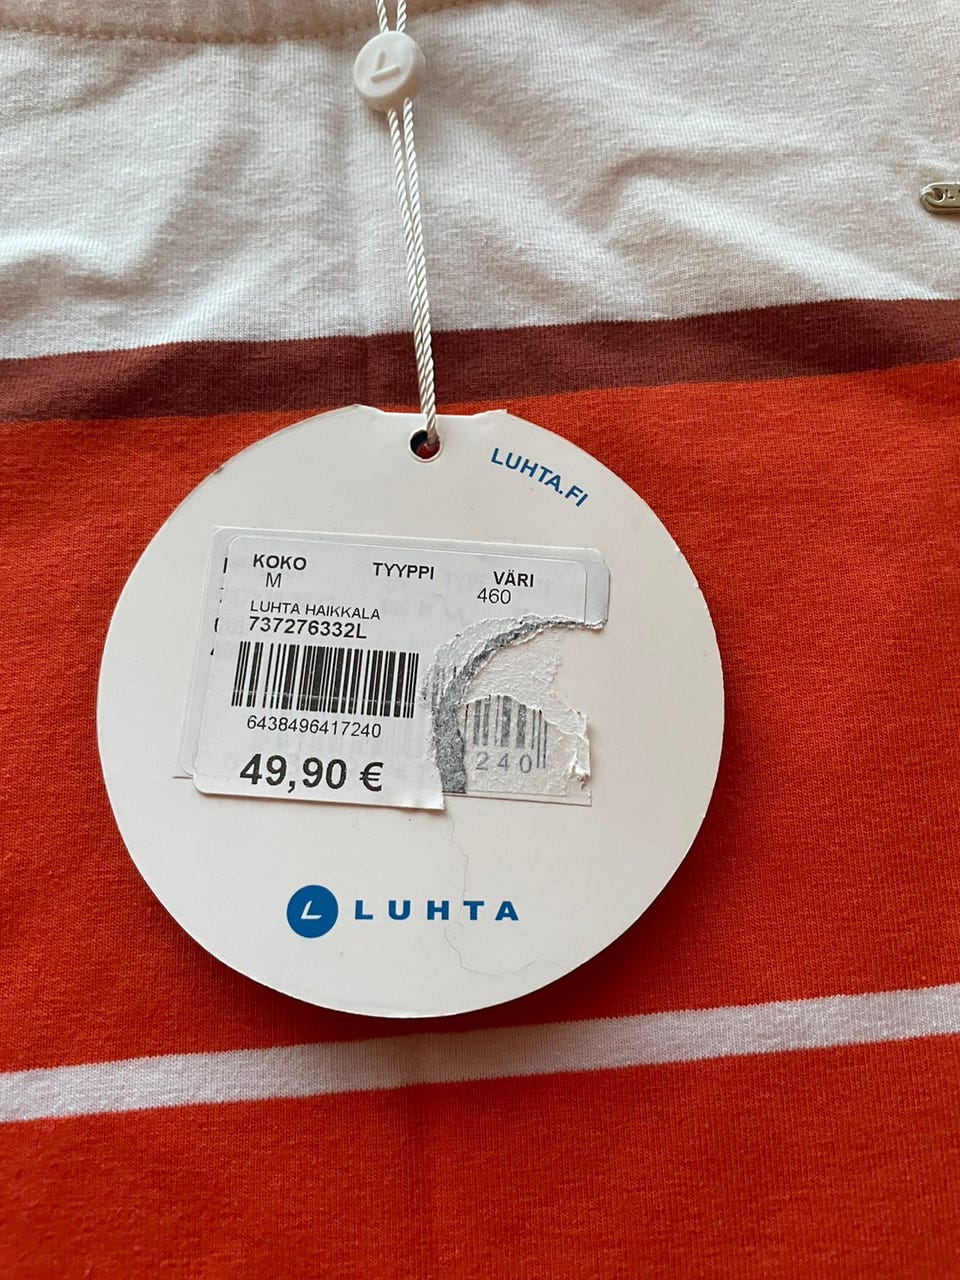 L
LUHTA.FI
KOKO TYYPPI VÄRI
M 460
LUHTA HAIKKALA
737276332L
6438496417240
240
49,90 €
L LUHTA